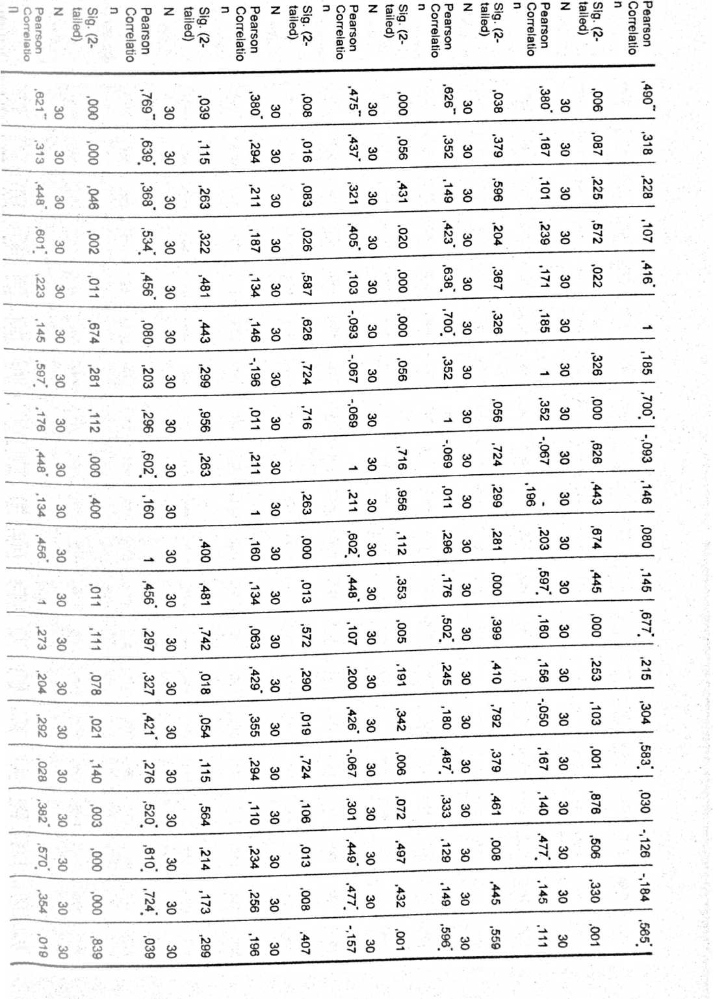 Pearson ,490** ,318 ,228 ,107 ,416* 1 ,185 ,700* -,093 ,146 ,080 ,145 ,677* ,215 ,304 ,583* ,030 -,126 -,184 ,565*
Correlatio * * * *
n
Sig. (2- ,006 ,087 ,225 ,572 ,022 ,326 ,000 ,626 ,443 ,674 ,445 ,000 ,253 ,103 ,001 ,876 ,506 ,330 ,001
tailed)
N 30 30 30 30 30 30 30 30 30 30 30 30 30 30 30 30 30 30 30 30
Pearson ,380* ,167 ,101 ,239 ,171 ,185 1 ,352 -,067 - ,203 ,597* ,160 ,156 -,050 ,167 ,140 ,477* ,145 ,111
Correlatio ,196 * *
n
Sig. (2- ,038 ,379 ,596 ,204 ,367 ,326 ,056 ,724 ,299 ,281 ,000 ,399 ,410 ,792 ,379 ,461 ,008 ,445 ,559
tailed)
N 30 30 30 30 30 30 30 30 30 30 30 30 30 30 30 30 30 30 30 30
Pearson ,626** ,352 ,149 ,423* ,638* ,700* ,352 1 -,069 ,011 ,296 ,176 ,502* ,245 ,180 ,487* ,333 ,129 ,149 ,596*
Correlatio * * * * *
n
Sig. (2- ,000 ,056 ,431 ,020 ,000 ,000 ,056 ,716 ,956 ,112 ,353 ,005 ,191 ,342 ,006 ,072 ,497 ,432 ,001
tailed)
N 30 30 30 30 30 30 30 30 30 30 30 30 30 30 30 30 30 30 30 30
Pearson ,475** ,437* ,321 ,405* ,103 -,093 -,067 -,069 1 ,211 ,602* ,448* ,107 ,200 ,426* -,067 ,301 ,449* ,477* -,157
Correlatio * *
n
Sig. (2- ,008 ,016 ,083 ,026 ,587 ,626 ,724 ,716 ,263 ,000 ,013 ,572 ,290 ,019 ,724 ,106 ,013 ,008 ,407
tailed)
N 30 30 30 30 30 30 30 30 30 30 30 30 30 30 30 30 30 30 30 30
Pearson ,380* ,294 ,211 ,187 ,134 ,146 -,196 ,011 ,211 1 ,160 ,134 ,063 ,429* ,355 ,294 ,110 ,234 ,256 ,196
Correlatio
n
Sig. (2- ,039 ,115 ,263 ,322 ,481 ,443 ,299 ,956 ,263 ,400 ,481 ,742 ,018 ,054 ,115 ,564 ,214 ,173 ,299
tailed)
N 30 30 30 30 30 30 30 30 30 30 30 30 30 30 30 30 30 30 30 30
Pearson ,769** ,639* ,368* ,534* ,456* ,080 ,203 ,296 ,602* ,160 1 ,456* ,297 ,327 ,421* ,276 ,520* ,610* ,724* ,039
Correlatio * * * * * *
n
Sig. (2- ,000 ,000 ,046 ,002 ,011 ,674 ,281 ,112 ,000 ,400 ,011 ,111 ,078 ,021 ,140 ,003 ,000 ,000 ,839
tailed)
N 30 30 30 30 30 30 30 30 30 30 30 30 30 30 30 30 30 30 30 30
Pearson ,621** ,313 ,448* ,601* ,223 ,145 ,597* ,176 ,448* ,134 ,456* 1 ,273 ,204 ,292 ,028 ,382* ,570* ,354 ,019
Correlatio * * *
n